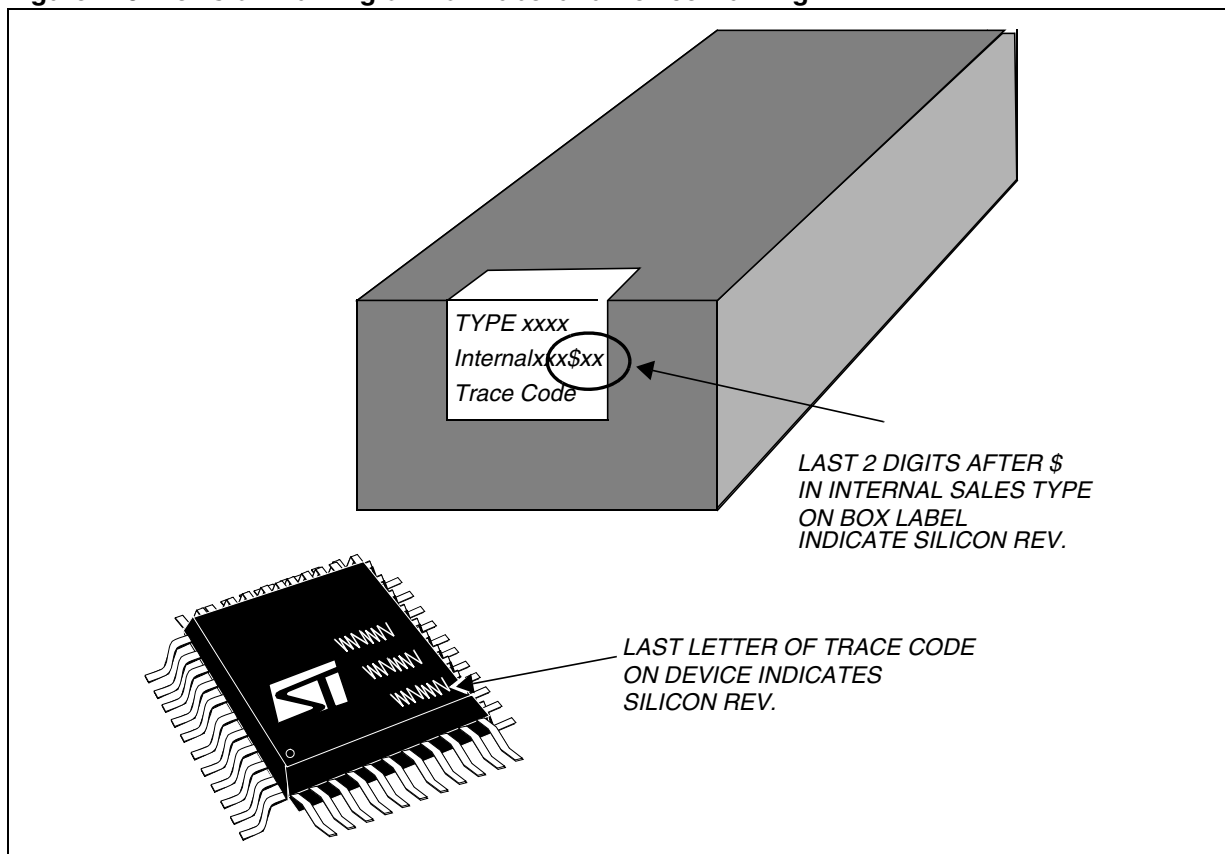 TYPE xxxx
Internalxxx$xx
Trace Code
LAST 2 DIGITS AFTER $
IN INTERNAL SALES TYPE
ON BOX LABEL
INDICATE SILICON REV.
LAST LETTER OF TRACE CODE
ON DEVICE INDICATES
SILICON REV.
ST